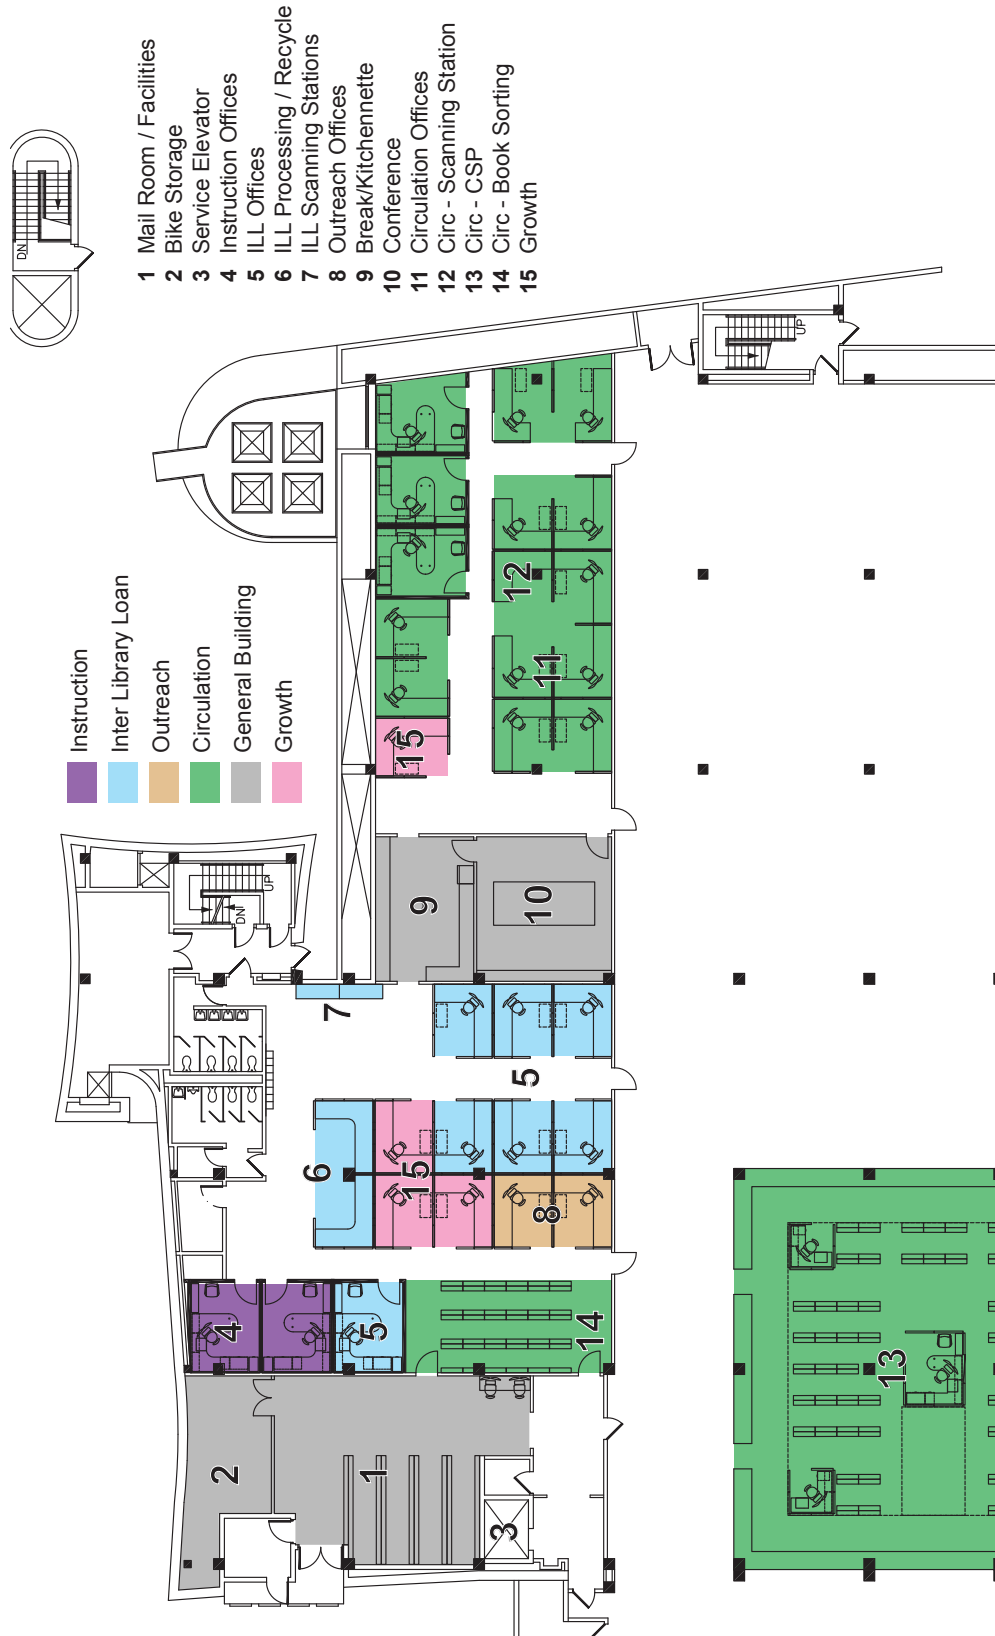 DN
1 Mail Room / Facilities
2 Bike Storage
3 Service Elevator
4 Instruction Offices
5 ILL Offices
6 ILL Processing / Recycle
7 ILL Scanning Stations
8 Outreach Offices
9 Break/Kitchennette
10 Conference
11 Circulation Offices
12 Circ - Scanning Station
13 Circ - CSP
14 Circ - Book Sorting
15 Growth
Instruction
Inter Library Loan
Outreach
Circulation
General Building
Growth
2
4
1
5
3
14
6
15
8
7
5
DN
UP
9
10
15
11
12
UP
13